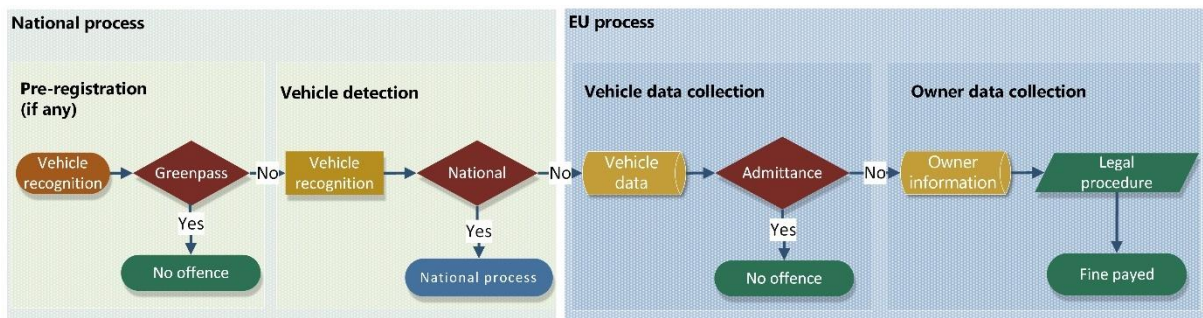 National process
EU process
Pre-registration
(if any)
Vehicle detection
Vehicle data collection
Owner data collection
Vehicle
recognition
Greenpass
No
Vehicle
recognition
National
No
Vehicle
data
Admittance
No
Owner
information
Legal
procedure
Yes
Yes
Yes
No offence
National process
No offence
Fine payed